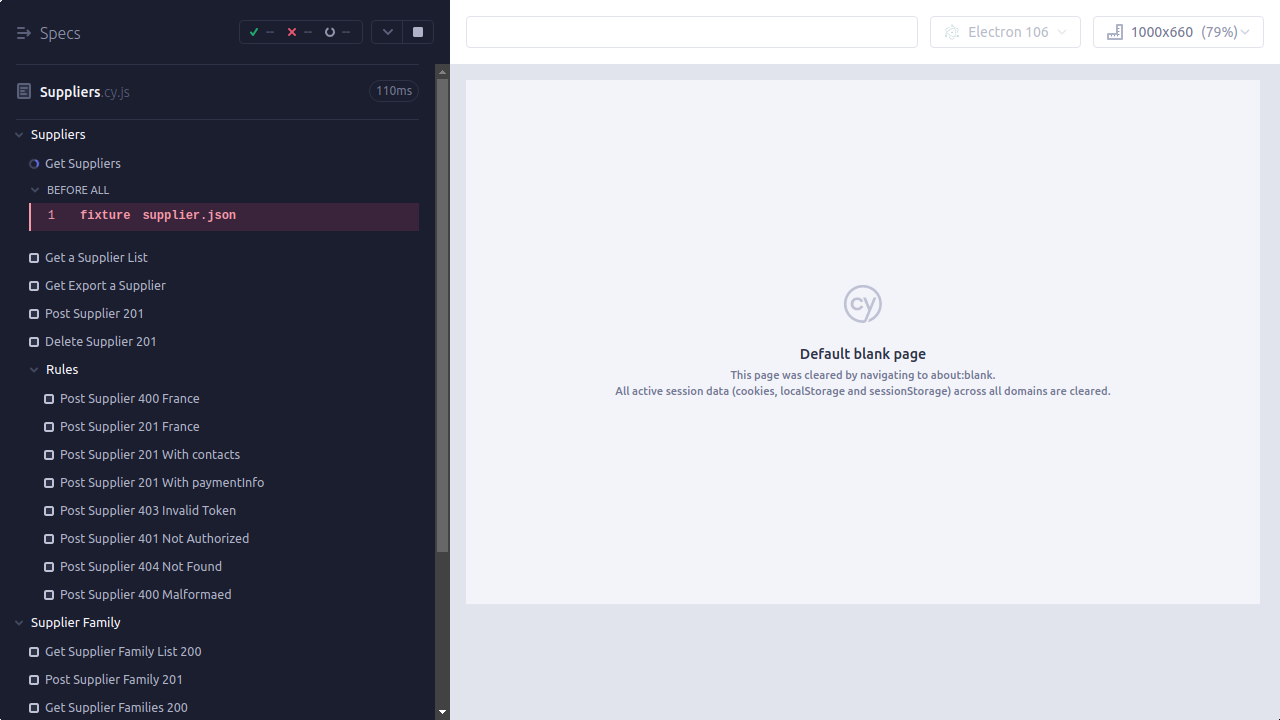 Specs
--
--
--
Electron 106
1000x660 (79%)
Suppliers.cy.js
110ms
Suppliers
Get Suppliers
BEFORE ALL
1 fixture supplier.json
Get a Supplier List
Get Export a Supplier
Post Supplier 201
Delete Supplier 201
Rules
Post Supplier 400 France
Post Supplier 201 France
Post Supplier 201 With contacts
Post Supplier 201 With paymentInfo
Post Supplier 403 Invalid Token
Post Supplier 401 Not Authorized
Post Supplier 404 Not Found
Post Supplier 400 Malformaed
Supplier Family
Get Supplier Family List 200
Post Supplier Family 201
Get Supplier Families 200
cy
Default blank page
This page was cleared by navigating to about:blank.
All active session data (cookies, localStorage and sessionStorage) across all domains are cleared.